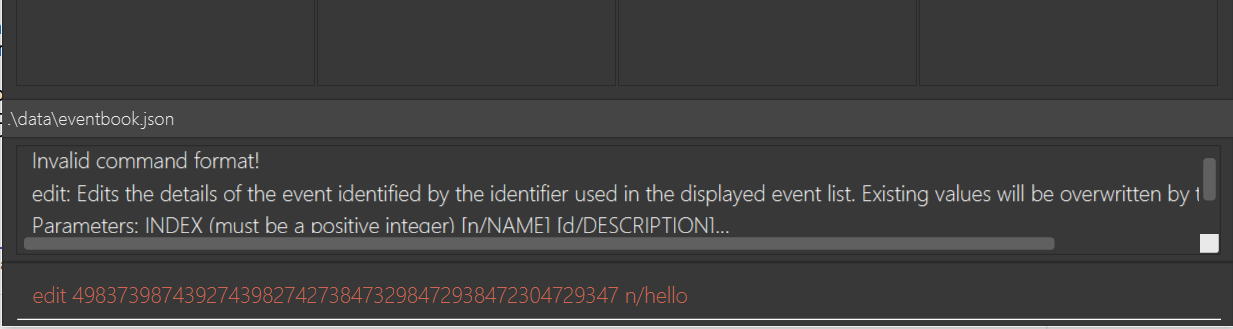 .\data\eventbook.json
Invalid command format!
edit: Edits the details of the event identified by the identifier used in the displayed event list. Existing values will be overwritten by t
Parameters: INDEX (must be a positive integer) [n/NAME] [d/DESCRIPTION]...
edit 49837398743927439827427384732984729384723047​29347 n/hello